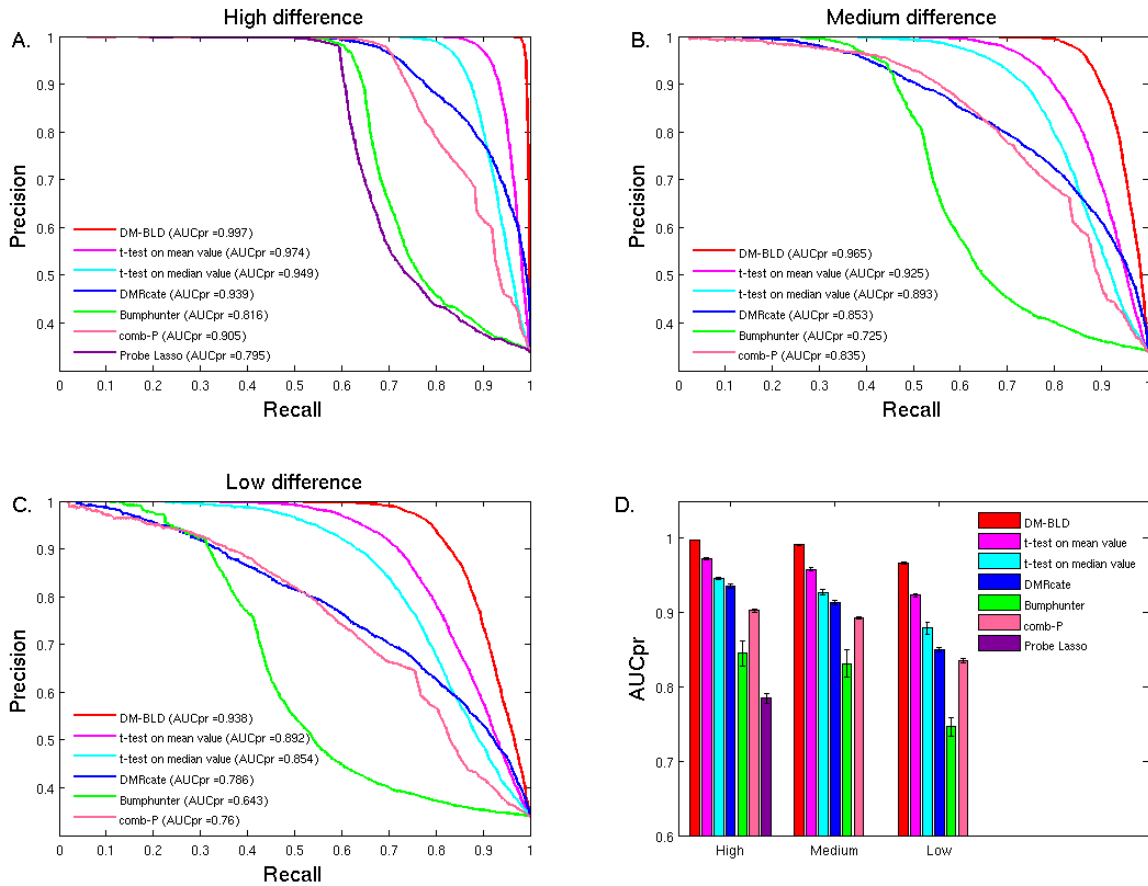 High difference
A.
1
0.9
0.8
0.7
0.6
0.5
0.4
Precision
DM-BLD (AUCpr =0.997)
t-test on mean value (AUCpr =0.974)
t-test on median value (AUCpr =0.949)
DMRcate (AUCpr =0.939)
Bumphunter (AUCpr =0.816)
comb-P (AUCpr =0.905)
Probe Lasso (AUCpr =0.795)
0 0.1 0.2 0.3 0.4 0.5 0.6 0.7 0.8 0.9 1
Recall
Medium difference
B.
1
0.9
0.8
0.7
0.6
0.5
0.4
Precision
DM-BLD (AUCpr =0.965)
t-test on mean value (AUCpr =0.925)
t-test on median value (AUCpr =0.893)
DMRcate (AUCpr =0.853)
Bumphunter (AUCpr =0.725)
comb-P (AUCpr =0.835)
0 0.1 0.2 0.3 0.4 0.5 0.6 0.7 0.8 0.9 1
Recall
Low difference
C.
1
0.9
0.8
0.7
0.6
0.5
0.4
Precision
DM-BLD (AUCpr =0.938)
t-test on mean value (AUCpr =0.892)
t-test on median value (AUCpr =0.854)
DMRcate (AUCpr =0.786)
Bumphunter (AUCpr =0.643)
comb-P (AUCpr =0.76)
0 0.1 0.2 0.3 0.4 0.5 0.6 0.7 0.8 0.9 1
Recall
D.
1
0.9
0.8
0.7
0.6
AUCpr
DM-BLD
t-test on mean value
t-test on median value
DMRcate
Bumphunter
comb-P
Probe Lasso
High Medium Low